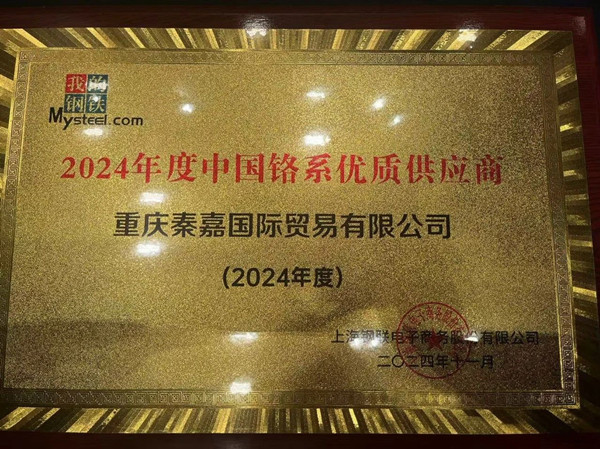 我的
钢铁
Mysteel.com
2024年度中国铬系优质供应商
重庆秦嘉国际贸易有限公司
(2024年度)
上海钢联电子商务股份有限公司
二〇二四年十一月